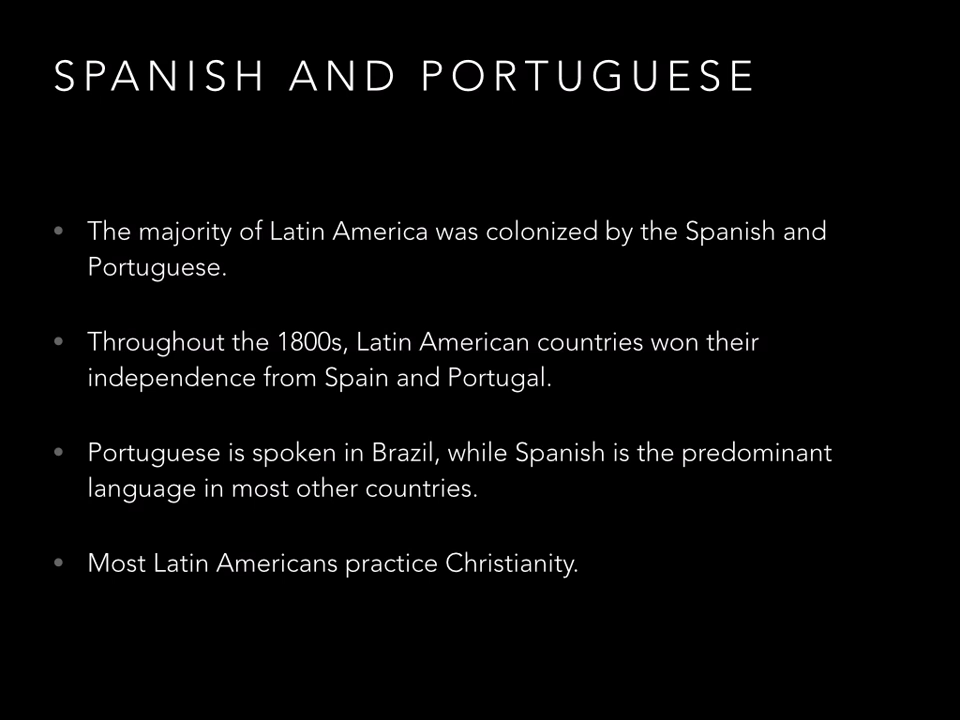 SPANISH AND PORTUGUESE
• The majority of Latin America was colonized by the Spanish and
Portuguese.
• Throughout the 1800s, Latin American countries won their
independence from Spain and Portugal.
• Portuguese is spoken in Brazil, while Spanish is the predominant
language in most other countries.
• Most Latin Americans practice Christianity.